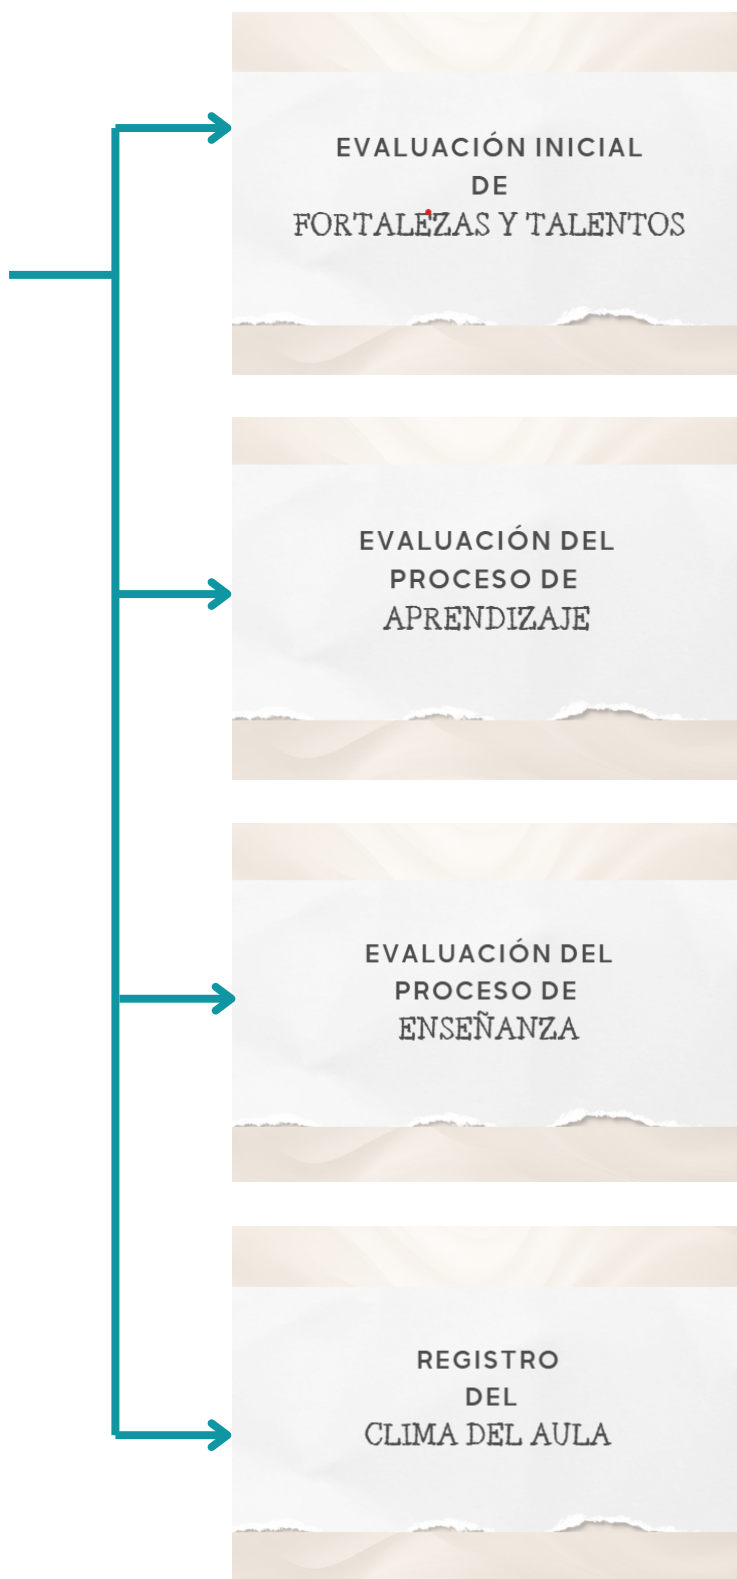 EVALUACIÓN INICIAL
DE
FORTALEZAS Y TALENTOS
EVALUACIÓN DEL
PROCESO DE
APRENDIZAJE
EVALUACIÓN DEL
PROCESO DE
ENSEÑANZA
REGISTRO
DEL
CLIMA DEL AULA